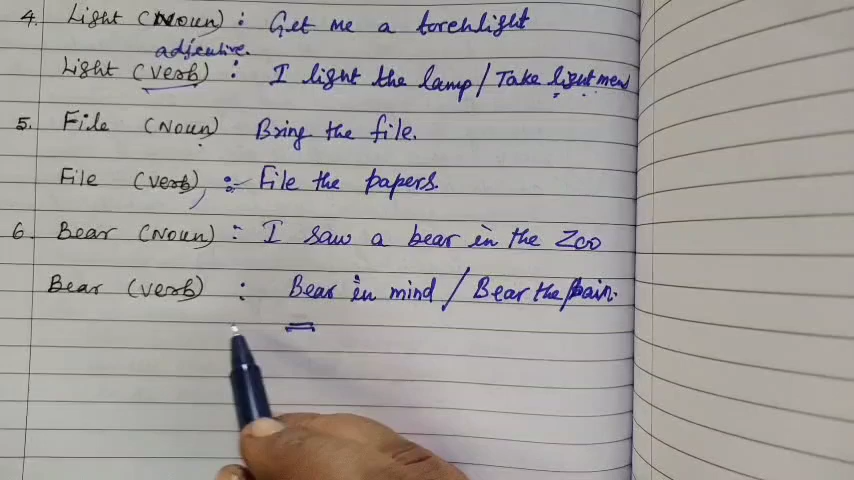 4. Light (Noun) : Get me a torchlight
adjective.
Light (Verb) : I light the lamp / Take light meal
5. File (Noun) Bring the file.
File (Verb) :- File the papers.
6. Bear (Noun) : I saw a bear in the Zoo
Bear (Verb) : Bear in mind / Bear the pain.